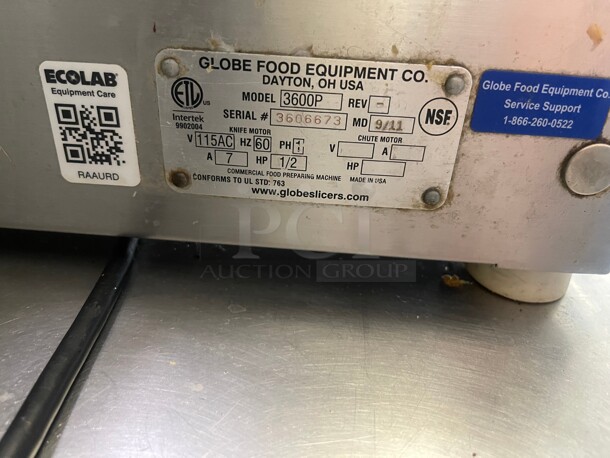 ECOLAB®
Equipment Care
RAAURD
GLOBE FOOD EQUIPMENT CO.
DAYTON, OH USA
ETL us
Intertek
9902004
MODEL 3600P REV -
SERIAL # 3606673 MD 9/11
NSE
KNIFE MOTOR CHUTE MOTOR
V 115AC HZ 60 PH 1 V A
A 7 HP 1/2 HP
COMMERCIAL FOOD PREPARING MACHINE MADE IN USA
CONFORMS TO UL STD: 763
www.globeslicers.com
Globe Food Equipment Co.
Service Support
1-866-260-0522
PCI
AUCTION GROUP